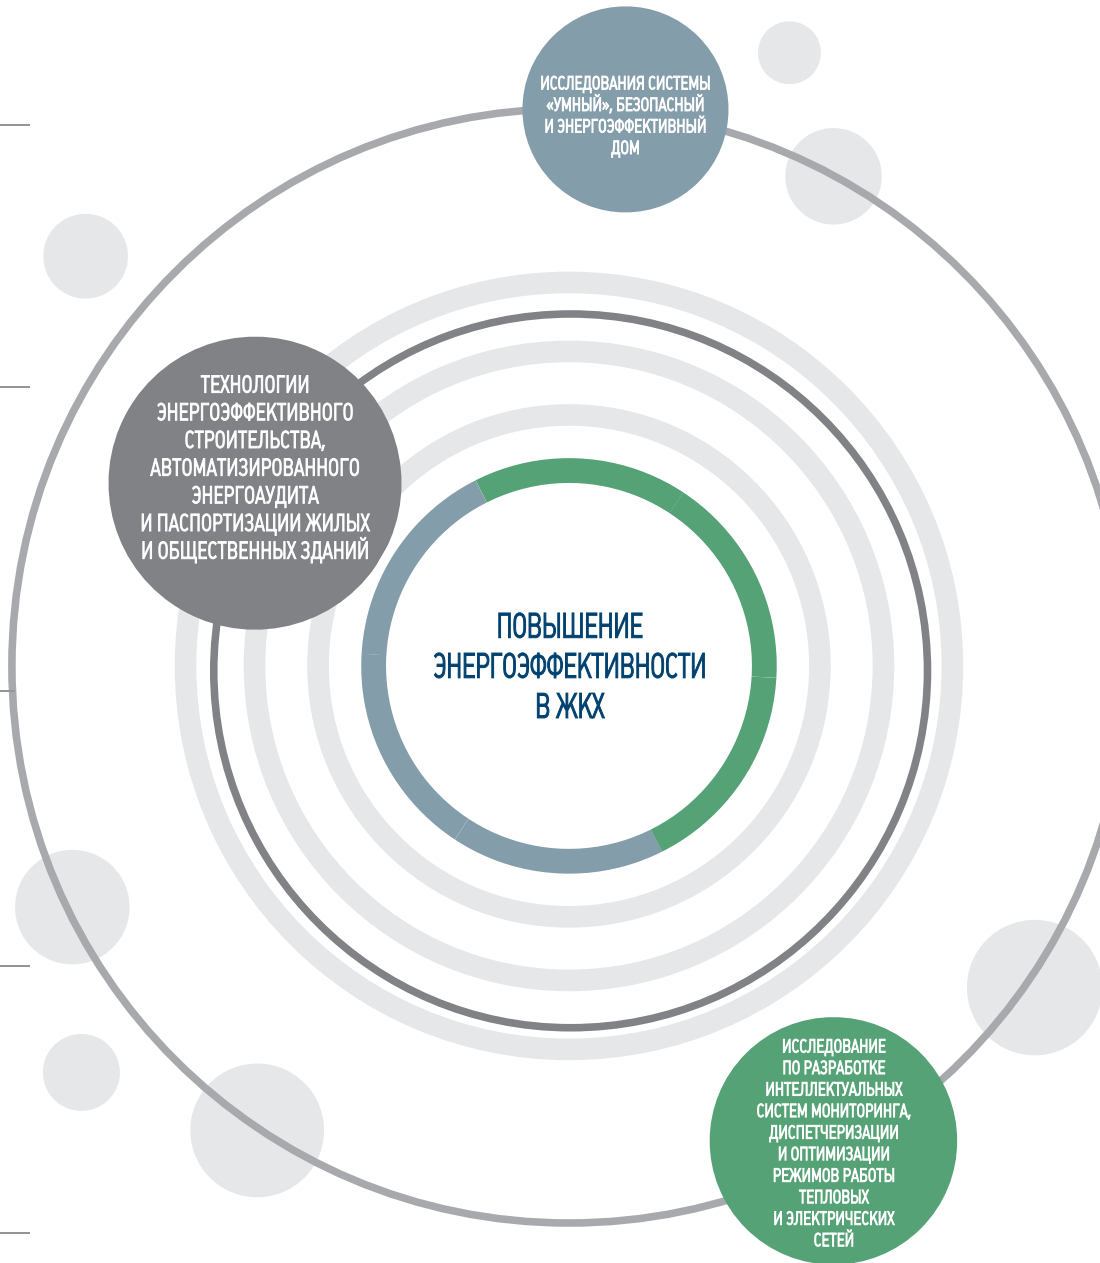 ИССЛЕДОВАНИЯ СИСТЕМЫ
«УМНЫЙ», БЕЗОПАСНЫЙ
И ЭНЕРГОЭФФЕКТИВНЫЙ
ДОМ
ТЕХНОЛОГИИ
ЭНЕРГОЭФФЕКТИВНОГО
СТРОИТЕЛЬСТВА,
АВТОМАТИЗИРОВАННОГО
ЭНЕРГОАУДИТА
И ПАСПОРТИЗАЦИИ ЖИЛЫХ
И ОБЩЕСТВЕННЫХ ЗДАНИЙ
ПОВЫШЕНИЕ
ЭНЕРГОЭФФЕКТИВНОСТИ
В ЖКХ
ИССЛЕДОВАНИЕ
ПО РАЗРАБОТКЕ
ИНТЕЛЛЕКТУАЛЬНЫХ
СИСТЕМ МОНИТОРИНГА,
ДИСПЕТЧЕРИЗАЦИИ
И ОПТИМИЗАЦИИ
РЕЖИМОВ РАБОТЫ
ТЕПЛОВЫХ
И ЭЛЕКТРИЧЕСКИХ
СЕТЕЙ